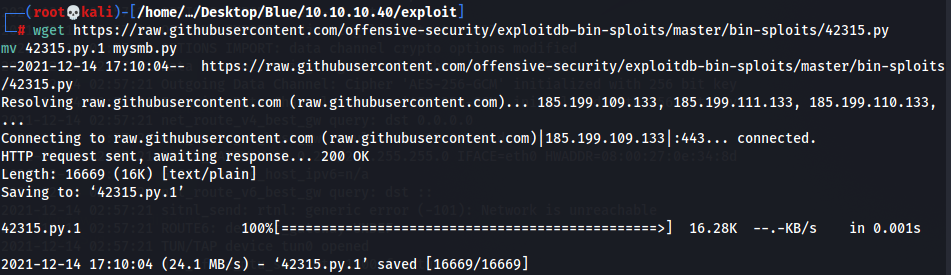 ┌──(root💀kali)-[/home/…/Desktop/Blue/10.10.10.40/exploit]
└─# wget https://raw.githubusercontent.com/offensive-security/exploitdb-bin-sploits/master/bin-sploits/42315.py
mv 42315.py.1 mysmb.py
--2021-12-14 17:10:04--  https://raw.githubusercontent.com/offensive-security/exploitdb-bin-sploits/master/bin-sploits
/42315.py
Resolving raw.githubusercontent.com (raw.githubusercontent.com)... 185.199.109.133, 185.199.111.133, 185.199.110.133,
...
Connecting to raw.githubusercontent.com (raw.githubusercontent.com)|185.199.109.133|:443... connected.
HTTP request sent, awaiting response... 200 OK
Length: 16669 (16K) [text/plain]
Saving to: ‘42315.py.1’
42315.py.1 100%[===============================================>] 16.28K --.-KB/s in 0.001s
2021-12-14 17:10:04 (24.1 MB/s) - ‘42315.py.1’ saved [16669/16669]